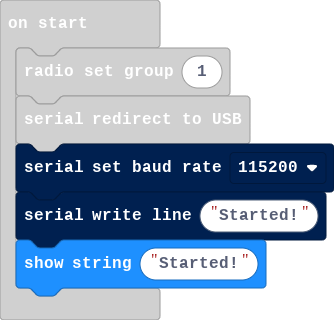 on start
radio set group 1
serial redirect to USB
serial set baud rate 115200
serial write line "Started!"
show string "Started!"